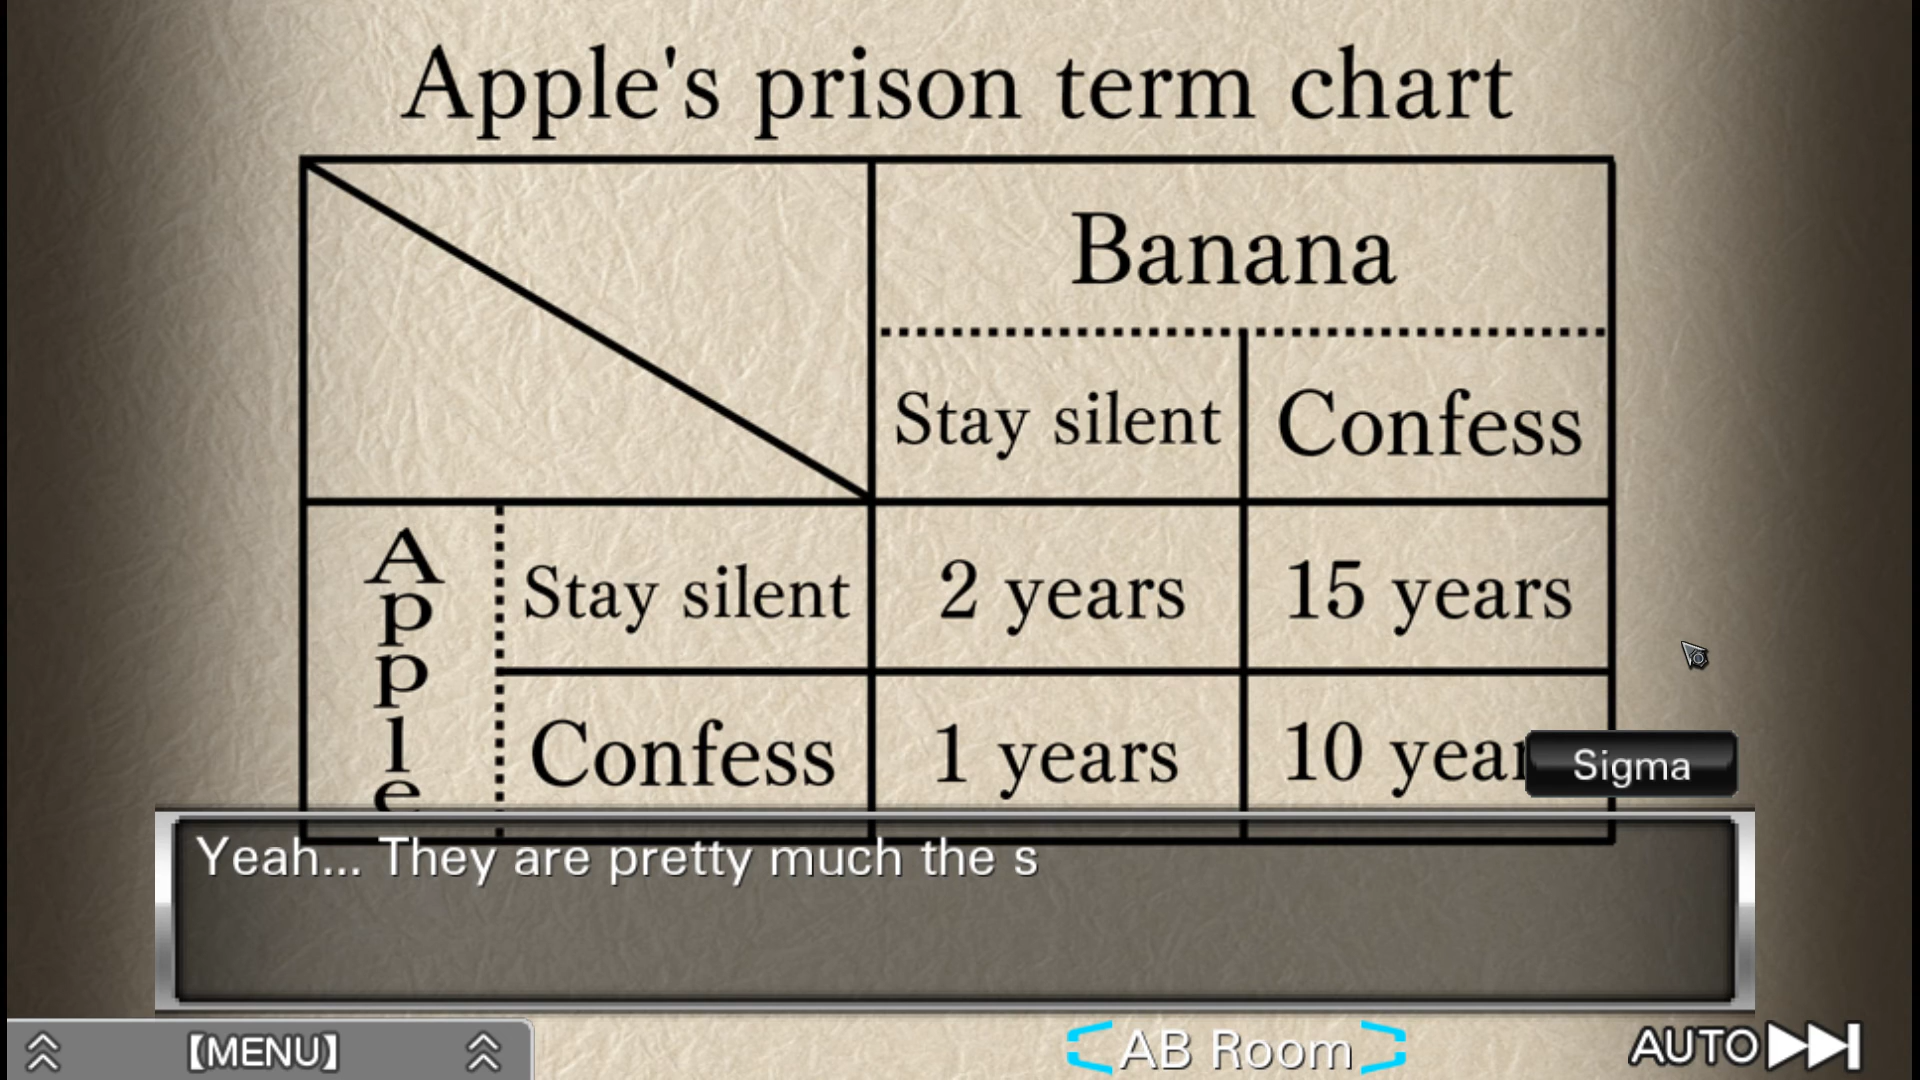 Apple's prison term chart
Banana
Stay silent
Confess
Apple
Stay silent
2 years
15 years
Confess
1 years
10 year
Sigma
Yeah... They are pretty much the s
【MENU】
AB Room
AUTO